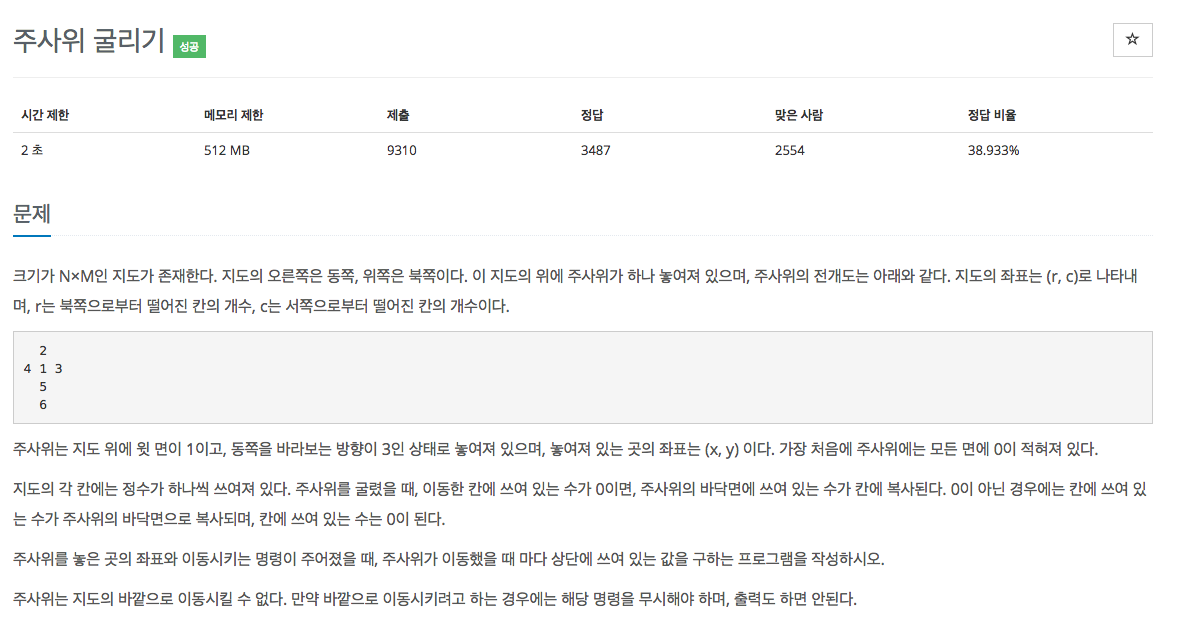 주사위 굴리기 성공
☆
시간 제한 메모리 제한 제출 정답 맞은 사람 정답 비율
2 초 512 MB 9310 3487 2554 38.933%
문제
크기가 N×M인 지도가 존재한다. 지도의 오른쪽은 동쪽, 위쪽은 북쪽이다. 이 지도의 위에 주사위가 하나 놓여져 있으며, 주사위의 전개도는 아래와 같다. 지도의 좌표는 (r, c)로 나타내
며, r는 북쪽으로부터 떨어진 칸의 개수, c는 서쪽으로부터 떨어진 칸의 개수이다.
2
4 1 3
5
6
주사위는 지도 위에 윗 면이 1이고, 동쪽을 바라보는 방향이 3인 상태로 놓여져 있으며, 놓여져 있는 곳의 좌표는 (x, y) 이다. 가장 처음에 주사위에는 모든 면에 0이 적혀져 있다.
지도의 각 칸에는 정수가 하나씩 쓰여져 있다. 주사위를 굴렸을 때, 이동한 칸에 쓰여 있는 수가 0이면, 주사위의 바닥면에 쓰여 있는 수가 칸에 복사된다. 0이 아닌 경우에는 칸에 쓰여 있
는 수가 주사위의 바닥면으로 복사되며, 칸에 쓰여 있는 수는 0이 된다.
주사위를 놓은 곳의 좌표와 이동시키는 명령이 주어졌을 때, 주사위가 이동했을 때 마다 상단에 쓰여 있는 값을 구하는 프로그램을 작성하시오.
주사위는 지도의 바깥으로 이동시킬 수 없다. 만약 바깥으로 이동시키려고 하는 경우에는 해당 명령을 무시해야 하며, 출력도 하면 안된다.